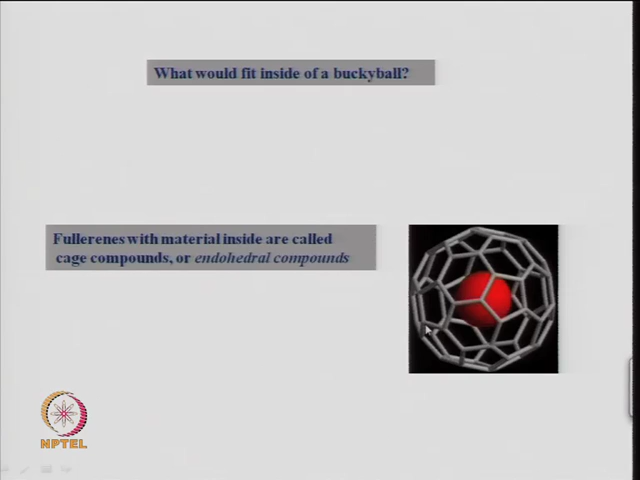 What would fit inside of a buckyball?
Fullerenes with material inside are called
cage compounds, or endohedral compounds
NPTEL